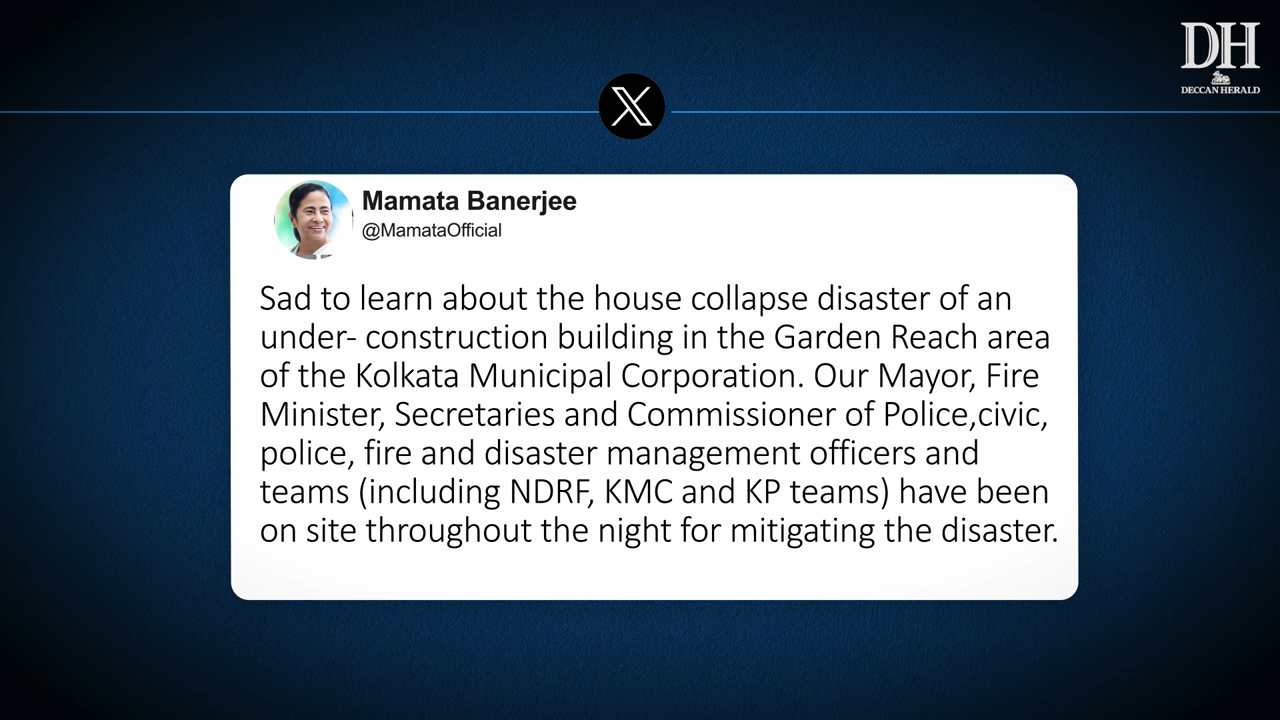 DH
DECCAN HERALD
X
Mamata Banerjee
@MamataOfficial
Sad to learn about the house collapse disaster of an
under- construction building in the Garden Reach area
of the Kolkata Municipal Corporation. Our Mayor, Fire
Minister, Secretaries and Commissioner of Police,civic,
police, fire and disaster management officers and
teams (including NDRF, KMC and KP teams) have been
on site throughout the night for mitigating the disaster.